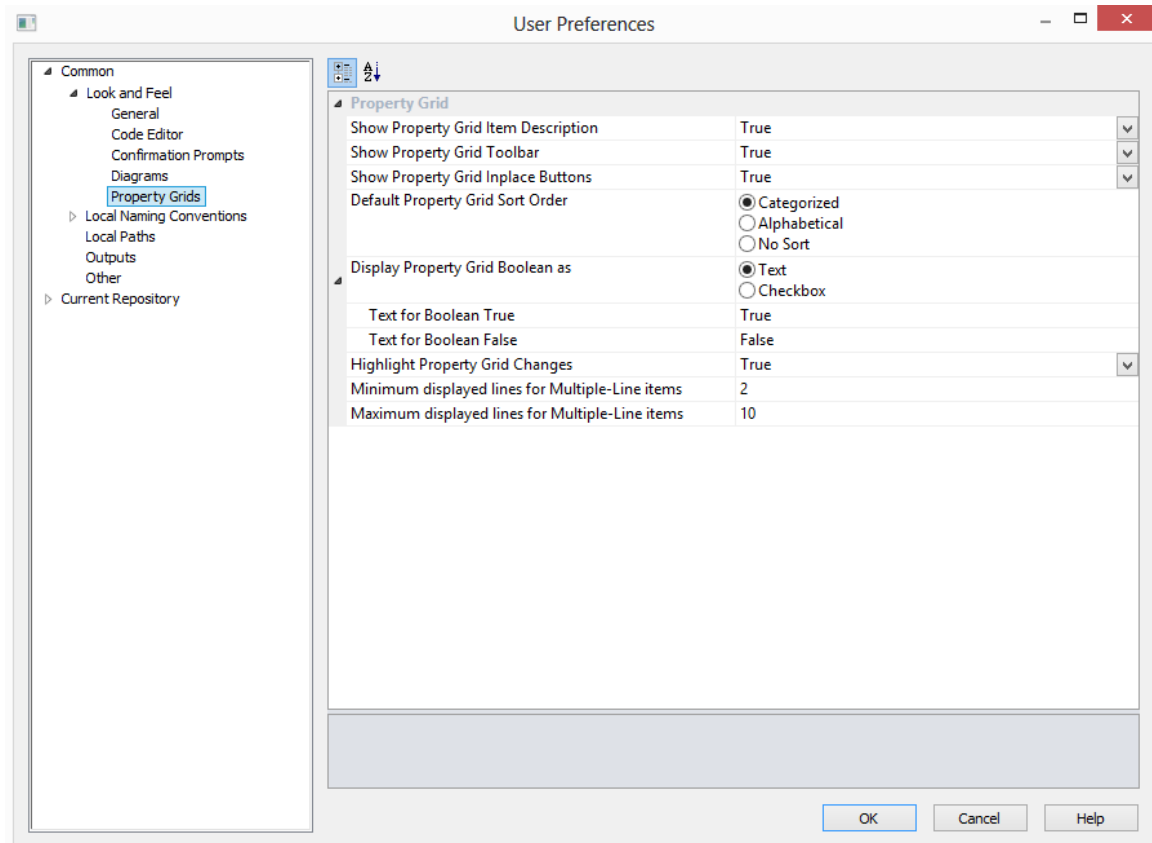 User Preferences
Common
Look and Feel
General
Code Editor
Confirmation Prompts
Diagrams
Property Grids
Local Naming Conventions
Local Paths
Outputs
Other
Current Repository
Property Grid
Show Property Grid Item Description True
Show Property Grid Toolbar True
Show Property Grid Inplace Buttons True
Default Property Grid Sort Order Categorized
Alphabetical
No Sort
Display Property Grid Boolean as Text
Checkbox
Text for Boolean True True
Text for Boolean False False
Highlight Property Grid Changes True
Minimum displayed lines for Multiple-Line items 2
Maximum displayed lines for Multiple-Line items 10
OK Cancel Help